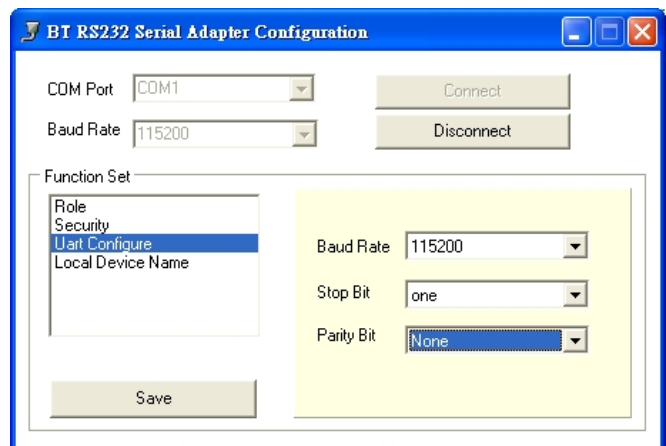 BT RS232 Serial Adapter Configuration
COM Port COM1 Connect
Baud Rate 115200 Disconnect
Function Set
Role
Security
Uart Configure
Local Device Name
Baud Rate 115200
Stop Bit one
Parity Bit None
Save